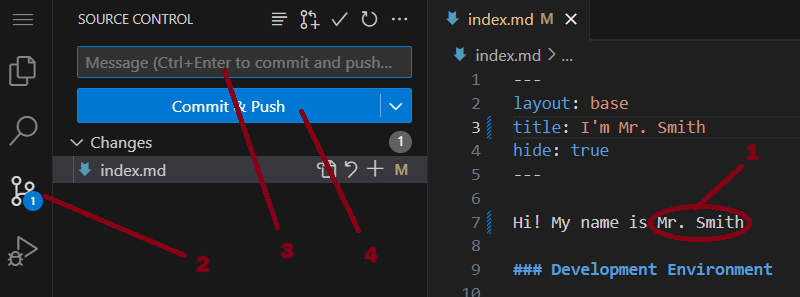 SOURCE CONTROL
Message (Ctrl+Enter to commit and push...
Commit & Push
Changes
1
index.md
M
1
2
3
4
index.md M
index.md > ...
1 ---
2 layout: base
3 title: I'm Mr. Smith
4 hide: true
5 ---
6
7 Hi! My name is Mr. Smith
8
9 ### Development Environment
10
1